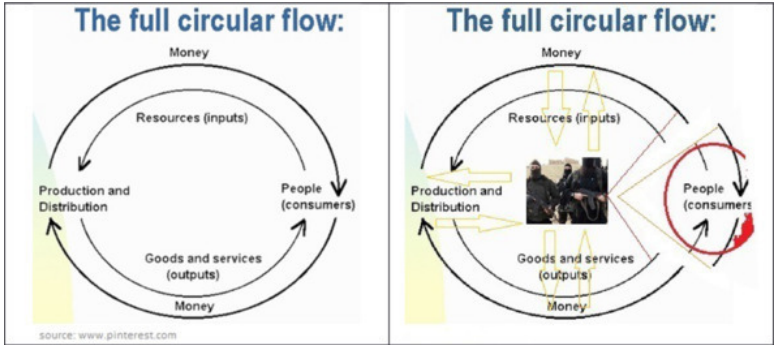 The full circular flow:
Money
Resources (inputs)
Production and
Distribution
People
(consumers)
Goods and services
(outputs)
Money
source: www.pinterest.com
The full circular flow:
Money
Resources (inputs)
Production and
Distribution
People
(consumers
Goods and services
(outputs)
Money